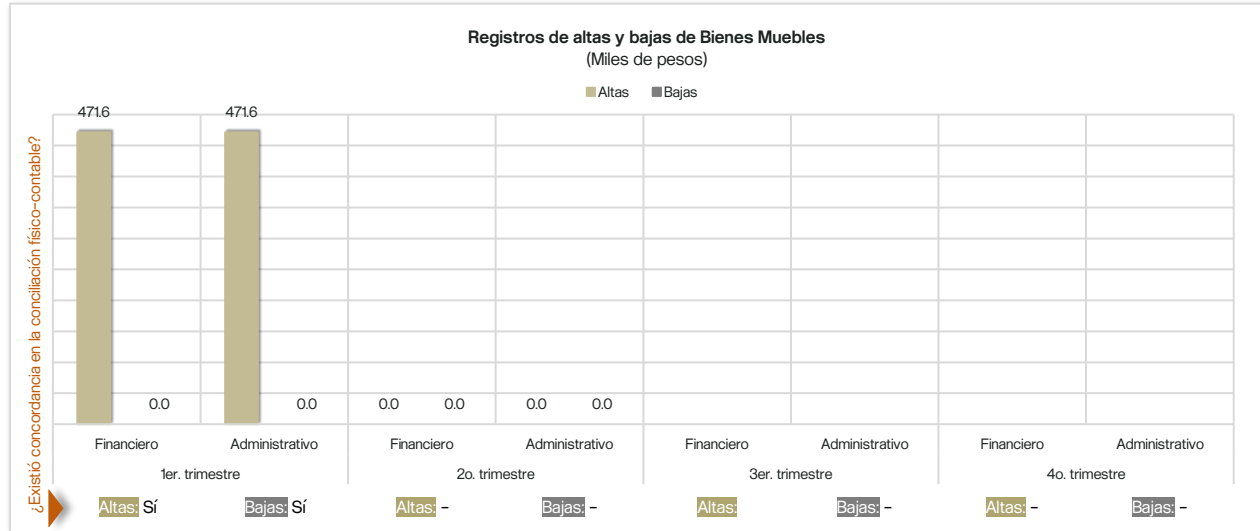 Registros de altas y bajas de Bienes Muebles
(Miles de pesos)
Altas Bajas
¿Existió concordancia en la conciliación físico-contable?
471.6 471.6
0.0 0.0 0.0 0.0 0.0 0.0
Financiero Administrativo Financiero Administrativo Financiero Administrativo Financiero Administrativo
1er. trimestre 2o. trimestre 3er. trimestre 4o. trimestre
Altas: Sí Bajas: Sí Altas: – Bajas: – Altas: Bajas: – Altas: – Bajas: –